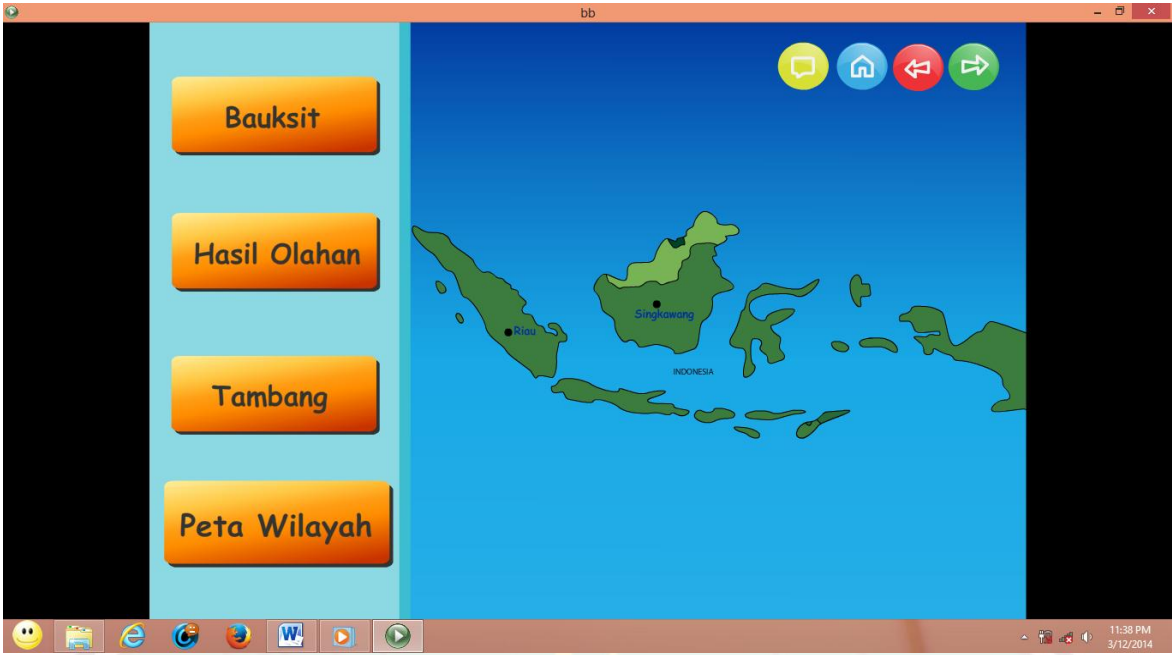 bb
Bauksit
Hasil Olahan
Tambang
Peta Wilayah
Singkawang
Riau
INDONESIA
11:38 PM
3/12/2014